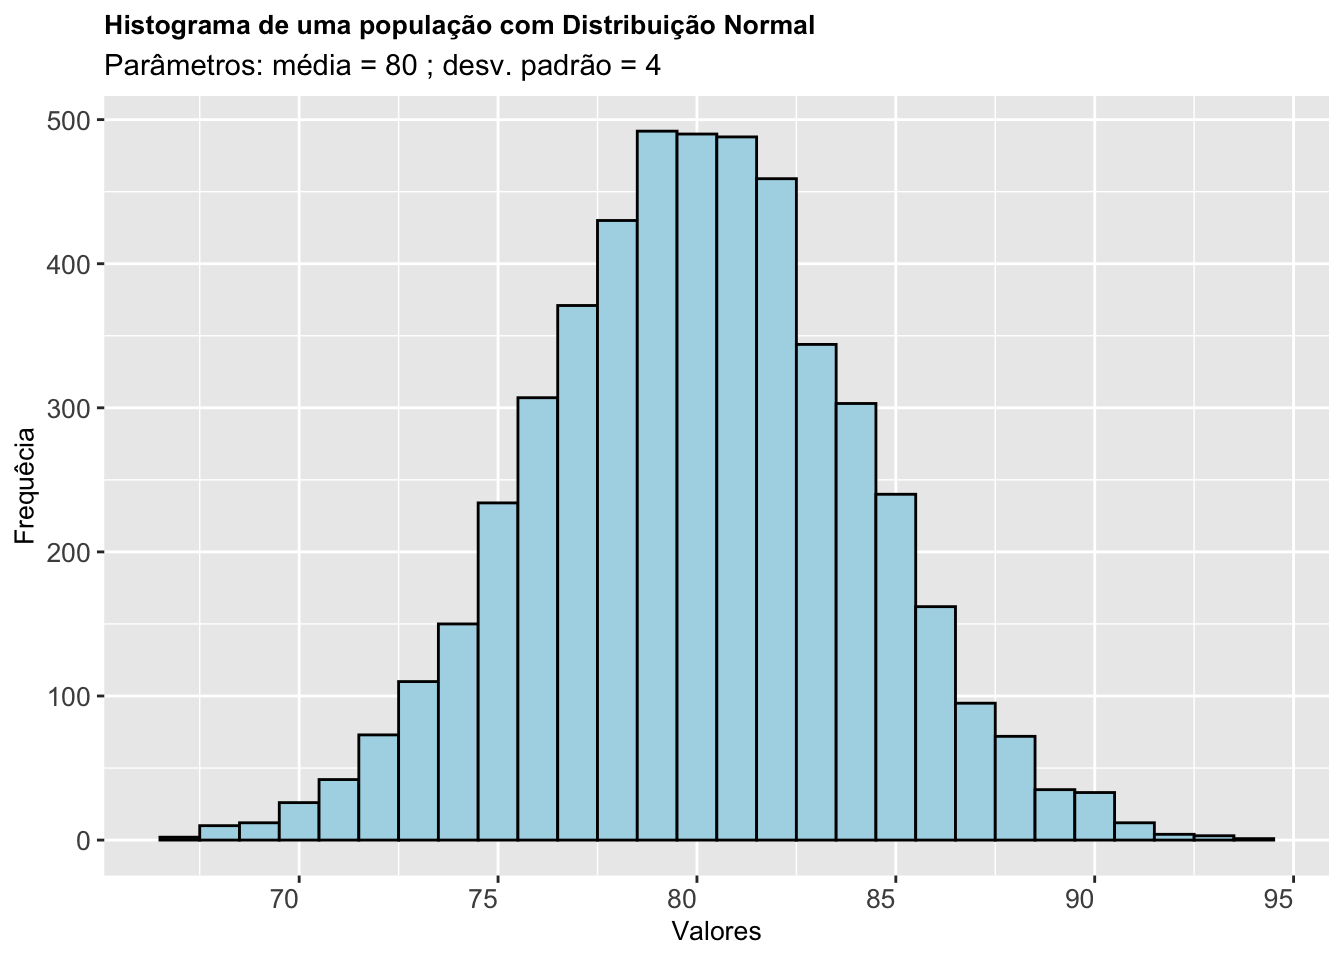 Histograma de uma população com Distribuição Normal
Parâmetros: média = 80 ; desv. padrão = 4
500
400
300
200
100
0
Frequêcia
70 75 80 85 90 95
Valores